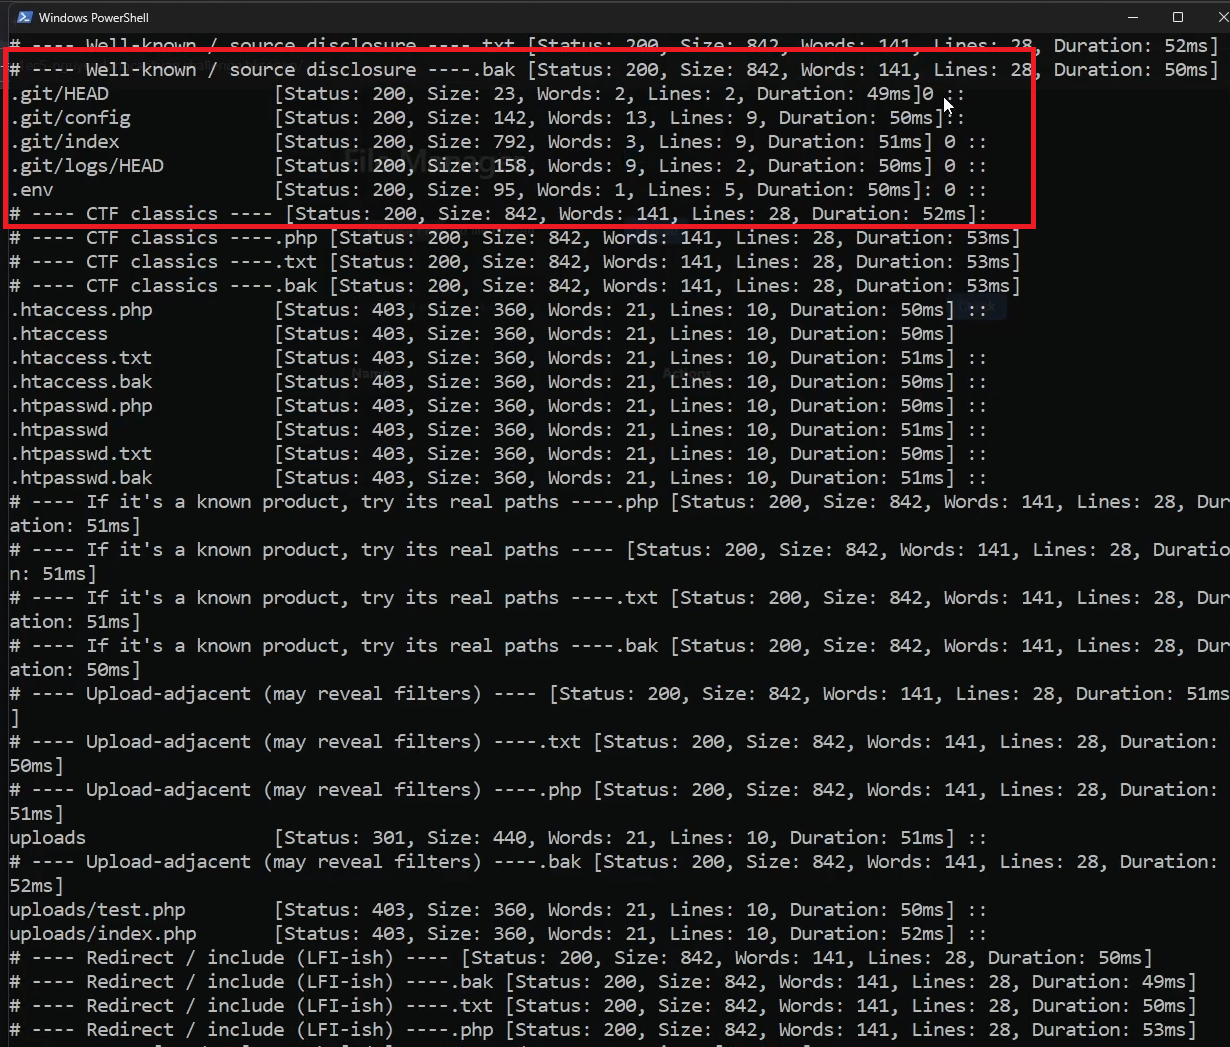 Windows PowerShell
# ---- Well-known / source disclosure ----.txt [Status: 200, Size: 842, Words: 141, Lines: 28, Duration: 52ms]
# ---- Well-known / source disclosure ----.bak [Status: 200, Size: 842, Words: 141, Lines: 28, Duration: 50ms]
.git/HEAD [Status: 200, Size: 23, Words: 2, Lines: 2, Duration: 49ms]0 ::
.git/config [Status: 200, Size: 142, Words: 13, Lines: 9, Duration: 50ms]::
.git/index [Status: 200, Size: 792, Words: 3, Lines: 9, Duration: 51ms] 0 ::
.git/logs/HEAD [Status: 200, Size: 158, Words: 9, Lines: 2, Duration: 50ms] 0 ::
.env [Status: 200, Size: 95, Words: 1, Lines: 5, Duration: 50ms]: 0 ::
# ---- CTF classics ---- [Status: 200, Size: 842, Words: 141, Lines: 28, Duration: 52ms]:
# ---- CTF classics ----.php [Status: 200, Size: 842, Words: 141, Lines: 28, Duration: 53ms]
# ---- CTF classics ----.txt [Status: 200, Size: 842, Words: 141, Lines: 28, Duration: 53ms]
# ---- CTF classics ----.bak [Status: 200, Size: 842, Words: 141, Lines: 28, Duration: 53ms]
.htaccess.php [Status: 403, Size: 360, Words: 21, Lines: 10, Duration: 50ms] ::
.htaccess [Status: 403, Size: 360, Words: 21, Lines: 10, Duration: 50ms]
.htaccess.txt [Status: 403, Size: 360, Words: 21, Lines: 10, Duration: 51ms] ::
.htaccess.bak [Status: 403, Size: 360, Words: 21, Lines: 10, Duration: 50ms] ::
.htpasswd.php [Status: 403, Size: 360, Words: 21, Lines: 10, Duration: 50ms] ::
.htpasswd [Status: 403, Size: 360, Words: 21, Lines: 10, Duration: 51ms] ::
.htpasswd.txt [Status: 403, Size: 360, Words: 21, Lines: 10, Duration: 50ms] ::
.htpasswd.bak [Status: 403, Size: 360, Words: 21, Lines: 10, Duration: 51ms] ::
# ---- If it's a known product, try its real paths ----.php [Status: 200, Size: 842, Words: 141, Lines: 28, Dur
ation: 51ms]
# ---- If it's a known product, try its real paths ---- [Status: 200, Size: 842, Words: 141, Lines: 28, Duratio
n: 51ms]
# ---- If it's a known product, try its real paths ----.txt [Status: 200, Size: 842, Words: 141, Lines: 28, Dur
ation: 51ms]
# ---- If it's a known product, try its real paths ----.bak [Status: 200, Size: 842, Words: 141, Lines: 28, Dur
ation: 50ms]
# ---- Upload-adjacent (may reveal filters) ---- [Status: 200, Size: 842, Words: 141, Lines: 28, Duration: 51ms
]
# ---- Upload-adjacent (may reveal filters) ----.txt [Status: 200, Size: 842, Words: 141, Lines: 28, Duration:
50ms]
# ---- Upload-adjacent (may reveal filters) ----.php [Status: 200, Size: 842, Words: 141, Lines: 28, Duration:
51ms]
uploads [Status: 301, Size: 440, Words: 21, Lines: 10, Duration: 51ms] ::
# ---- Upload-adjacent (may reveal filters) ----.bak [Status: 200, Size: 842, Words: 141, Lines: 28, Duration:
52ms]
uploads/test.php [Status: 403, Size: 360, Words: 21, Lines: 10, Duration: 50ms] ::
uploads/index.php [Status: 403, Size: 360, Words: 21, Lines: 10, Duration: 52ms] ::
# ---- Redirect / include (LFI-ish) ---- [Status: 200, Size: 842, Words: 141, Lines: 28, Duration: 50ms]
# ---- Redirect / include (LFI-ish) ----.bak [Status: 200, Size: 842, Words: 141, Lines: 28, Duration: 49ms]
# ---- Redirect / include (LFI-ish) ----.txt [Status: 200, Size: 842, Words: 141, Lines: 28, Duration: 50ms]
# ---- Redirect / include (LFI-ish) ----.php [Status: 200, Size: 842, Words: 141, Lines: 28, Duration: 53ms]